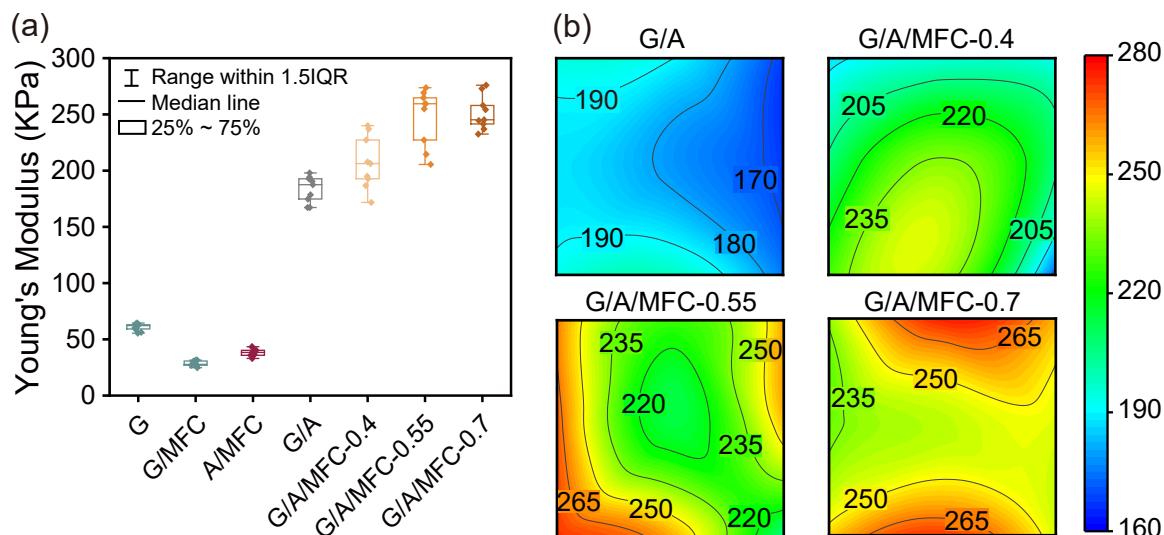 (a)
Young's Modulus (KPa)
300
250
200
150
100
50
0
Range within 1.5IQR
Median line
25% ~ 75%
G
G/MFC
A/MFC
G/A
G/A/MFC-0.4
G/A/MFC-0.55
G/A/MFC-0.7
(b)
G/A
190
170
190
180
G/A/MFC-0.4
205
220
235
205
G/A/MFC-0.55
235
250
220
235
265
250
220
G/A/MFC-0.7
265
235
250
250
265
280
250
220
190
160